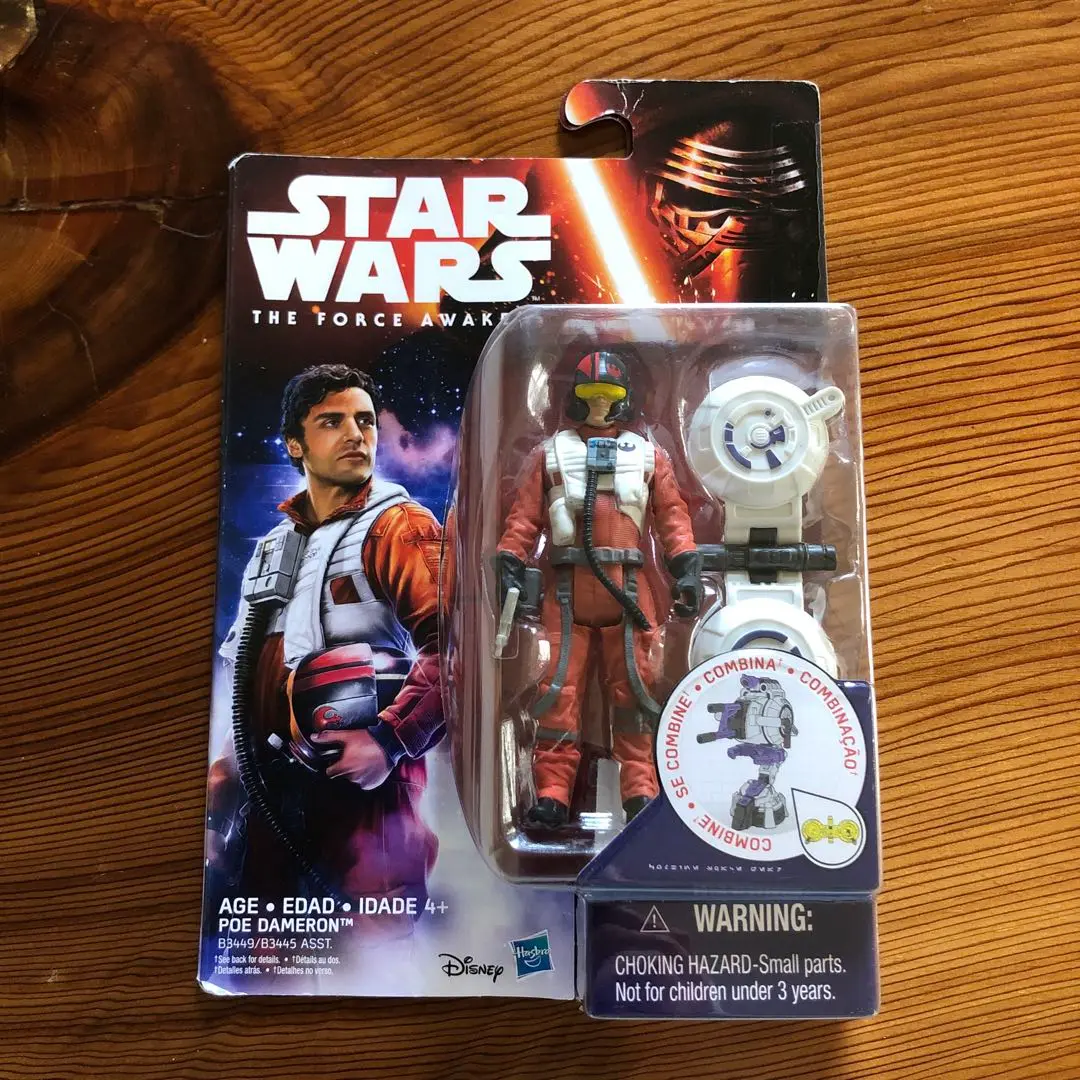 STAR
WARS
™
THE FORCE AWAKE
SE COMBINE† • COMBINA† • COMBINAÇÃO† • COMBINE†
AGE • EDAD • IDADE 4+
POE DAMERON™
B3449/B3445 ASST.
†See back for details. • †Détails au dos.
†Detalles atrás. • †Detalhes no verso.
Disney
Hasbro
WARNING:
CHOKING HAZARD-Small parts.
Not for children under 3 years.